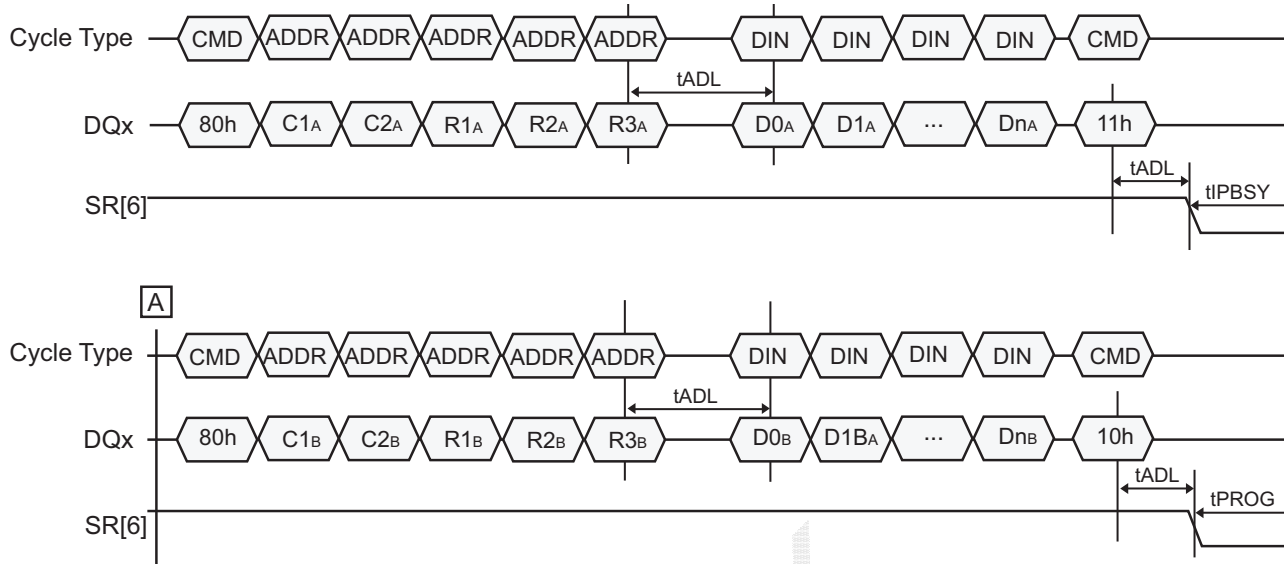 Cycle Type CMD ADDR ADDR ADDR ADDR ADDR DIN DIN DIN DIN CMD
tADL
DQx 80h C1A C2A R1A R2A R3A D0A D1A ... DnA 11h
tADL
SR[6] tIPBSY
A
Cycle Type CMD ADDR ADDR ADDR ADDR ADDR DIN DIN DIN DIN CMD
tADL
DQx 80h C1B C2B R1B R2B R3B D0B D1BA ... DnB 10h
tADL
SR[6] tPROG